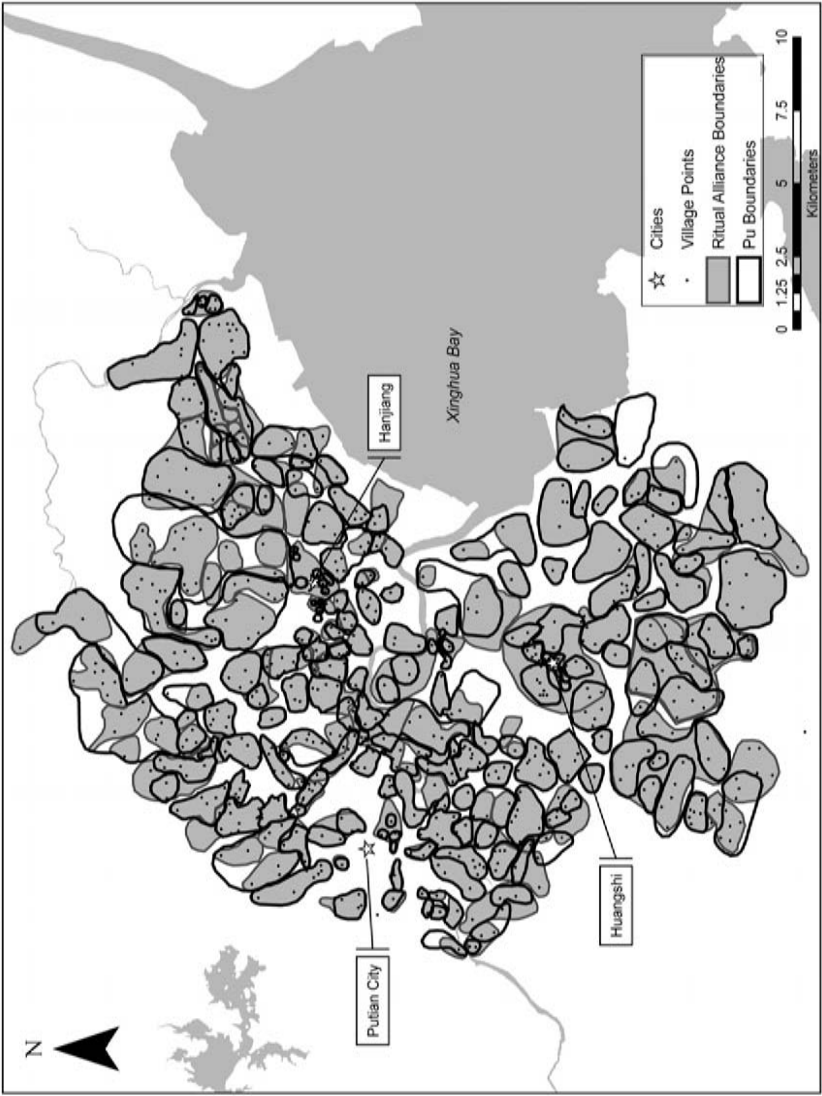 N
Putian City
Hanjiang
Xinghua Bay
Huangshi
Cities
Village Points
Ritual Alliance Boundaries
Pu Boundaries
0 1.25 2.5 5 7.5 10
Kilometers